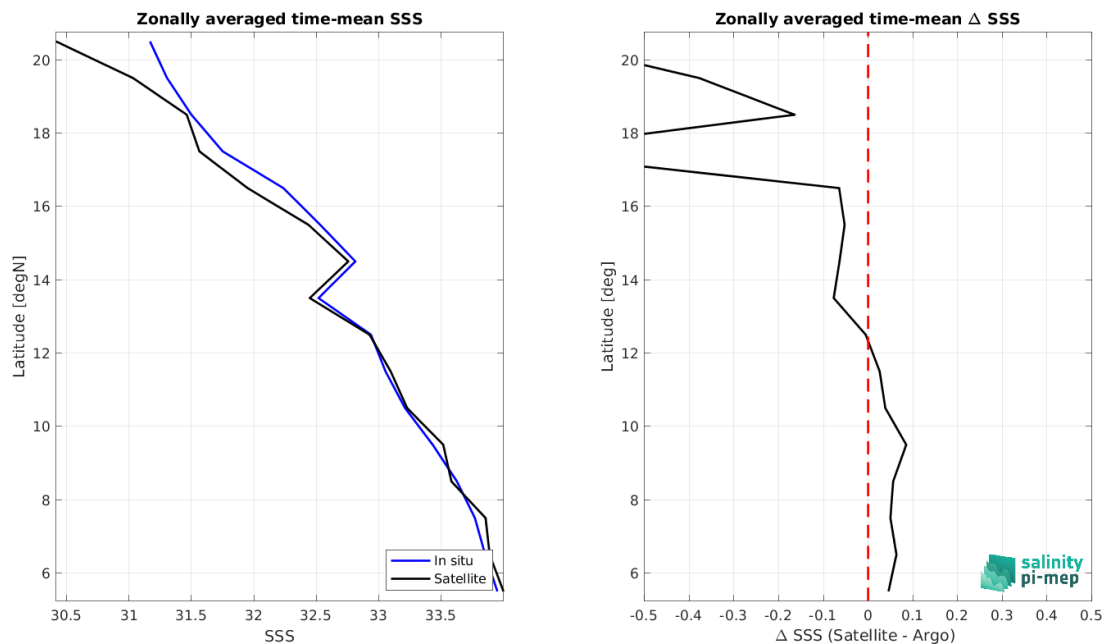 Zonally averaged time-mean SSS
20
18
16
14
12
10
8
6
Latitude [degN]
30.5 31 31.5 32 32.5 33 33.5
SSS
In situ
Satellite
Zonally averaged time-mean Δ SSS
20
18
16
14
12
10
8
6
Latitude [deg]
-0.5 -0.4 -0.3 -0.2 -0.1 0 0.1 0.2 0.3 0.4 0.5
Δ SSS (Satellite - Argo)
salinity
pi-mep